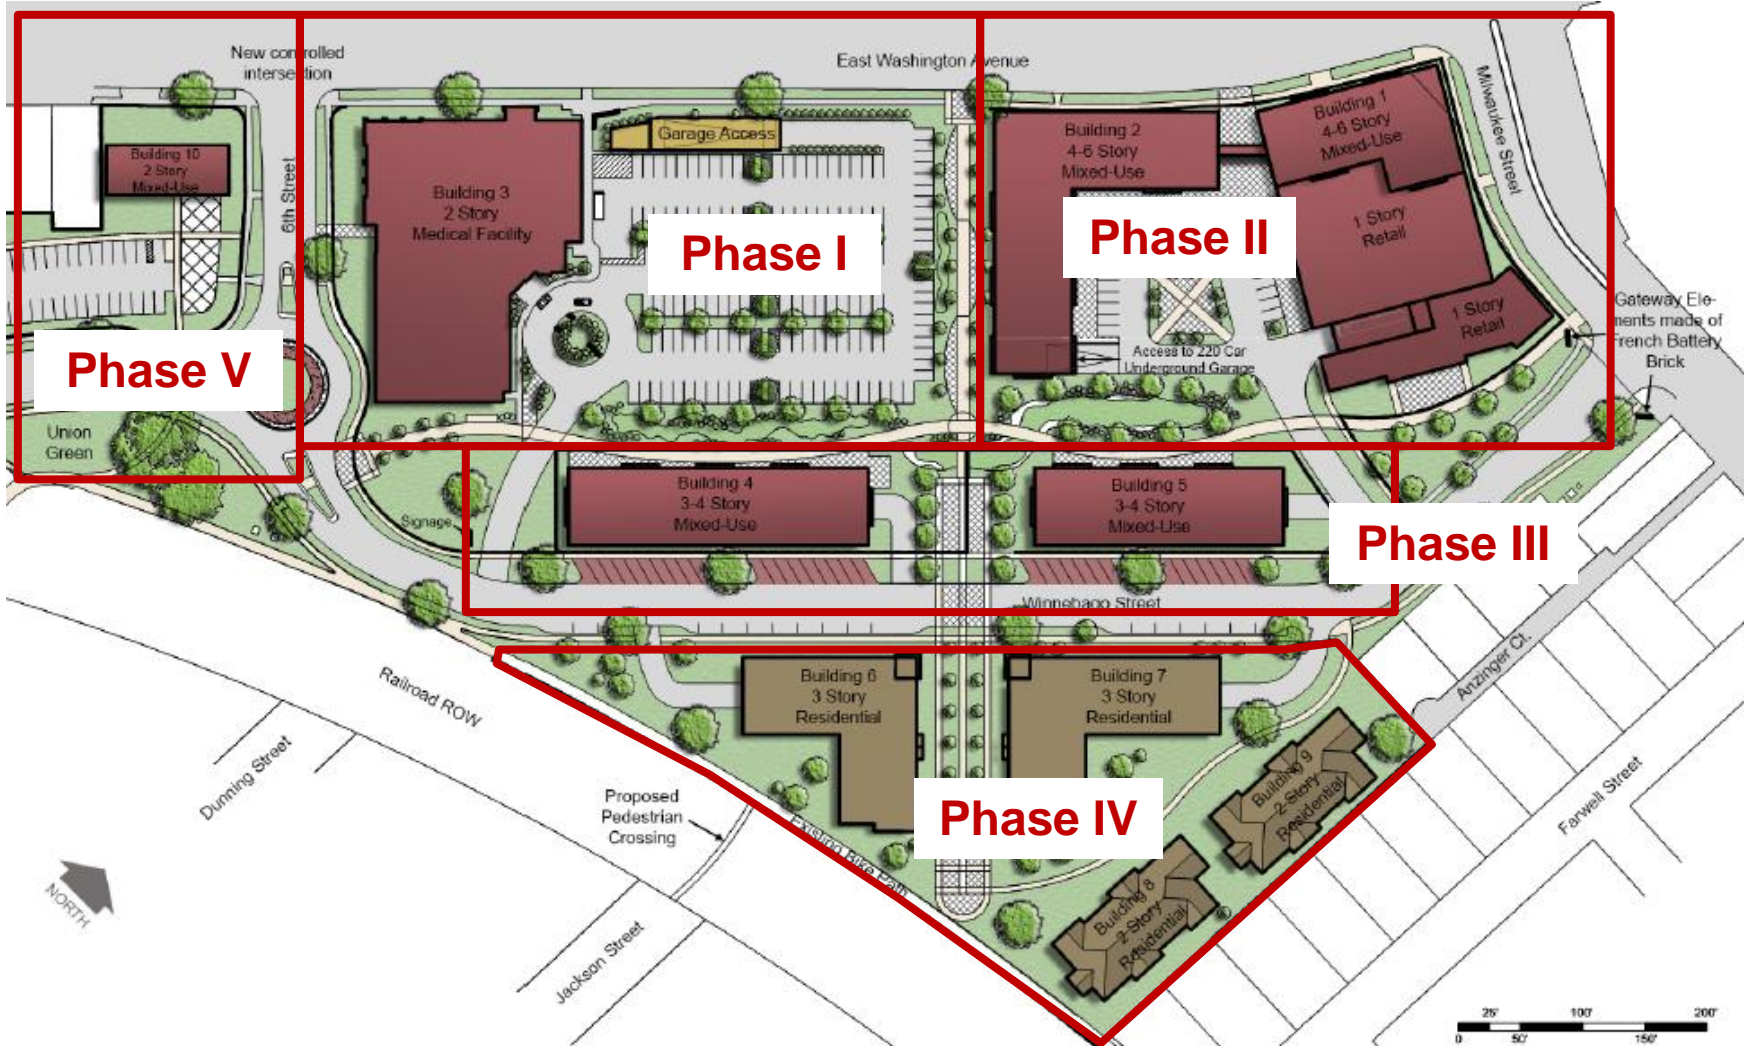 New controlled
intersection
East Washington Avenue
Milwaukee Street
6th Street
Building 10
2 Story
Mixed-Use
Building 3
2 Story
Medical Facility
Garage Access
Building 2
4-6 Story
Mixed-Use
Building 1
4-6 Story
Mixed-Use
1 Story
Retail
1 Story
Retail
Phase I
Phase II
Phase V
Access to 220 Car
Underground Garage
Gateway Ele-
ments made of
French Battery
Brick
Union
Green
Signage
Building 4
3-4 Story
Mixed-Use
Building 5
3-4 Story
Mixed-Use
Phase III
Winnebago Street
Railroad ROW
Dunning Street
Building 6
3 Story
Residential
Building 7
3 Story
Residential
Anzinger Ct.
Farwell Street
Proposed
Pedestrian
Crossing
Existing Bike Path
Phase IV
Building 9
2-Story
Residential
Building 8
2-Story
Residential
Jackson Street
NORTH
25' 100' 200'
0 50' 150'